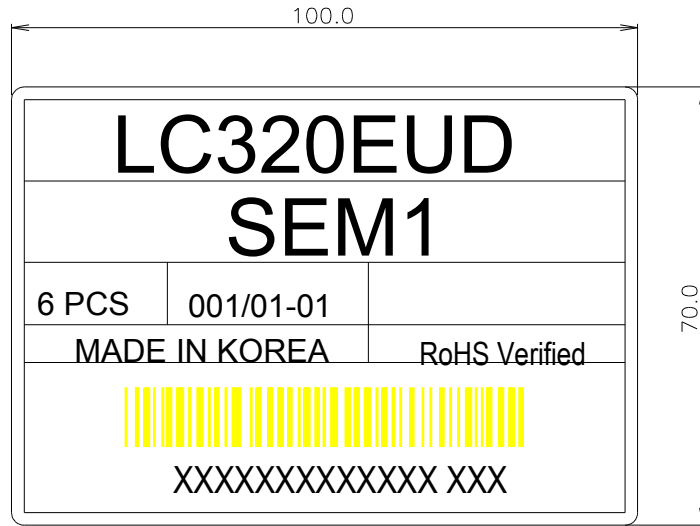 100.0
LC320EUD
SEM1
6 PCS 001/01-01
70.0
MADE IN KOREA RoHS Verified
XXXXXXXXXXXXX XXX